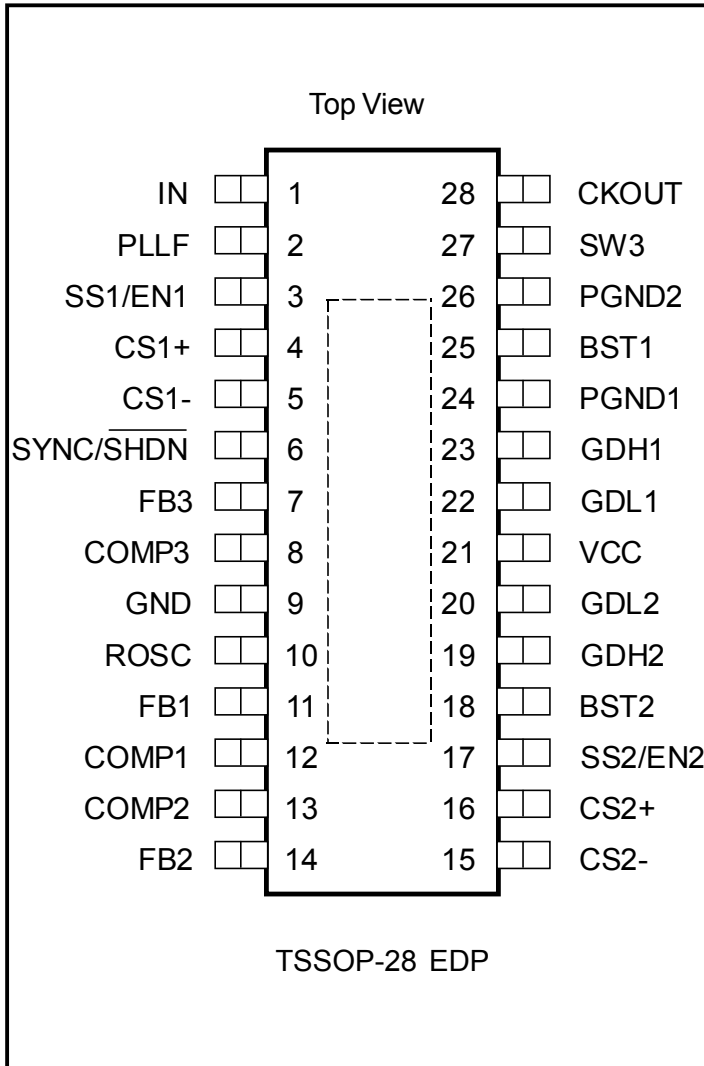 Top View
IN 1 28 CKOUT
PLLF 2 27 SW3
SS1/EN1 3 26 PGND2
CS1+ 4 25 BST1
CS1- 5 24 PGND1
SYNC/S̅H̅D̅N̅ 6 23 GDH1
FB3 7 22 GDL1
COMP3 8 21 VCC
GND 9 20 GDL2
ROSC 10 19 GDH2
FB1 11 18 BST2
COMP1 12 17 SS2/EN2
COMP2 13 16 CS2+
FB2 14 15 CS2-
TSSOP-28 EDP